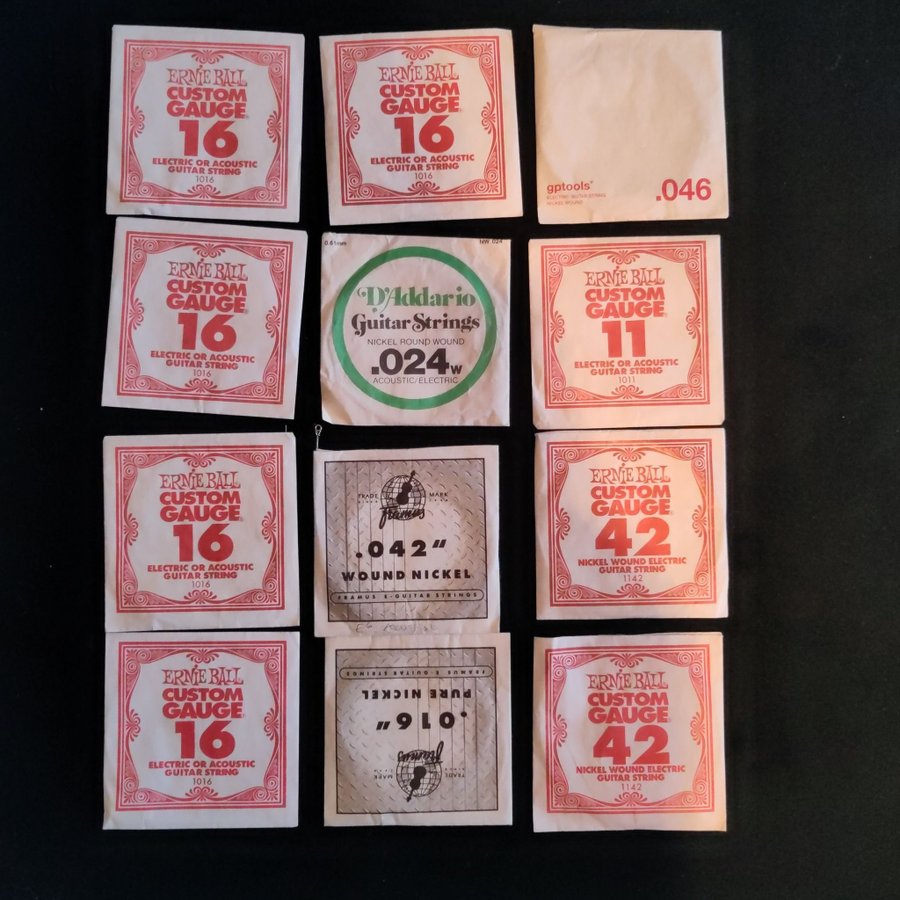 ERNIE BALL
CUSTOM
GAUGE®
16
ELECTRIC OR ACOUSTIC
GUITAR STRING
1016
ERNIE BALL
CUSTOM
GAUGE®
16
ELECTRIC OR ACOUSTIC
GUITAR STRING
1016
gptools®
ELECTRIC GUITAR STRING
NICKEL WOUND
.046
ERNIE BALL
CUSTOM
GAUGE®
16
ELECTRIC OR ACOUSTIC
GUITAR STRING
1016
0.61mm NW 024
D'Addario
Guitar Strings
NICKEL ROUND WOUND
.024w
ACOUSTIC/ELECTRIC
ERNIE BALL
CUSTOM
GAUGE®
11
ELECTRIC OR ACOUSTIC
GUITAR STRING
1011
ERNIE BALL
CUSTOM
GAUGE®
16
ELECTRIC OR ACOUSTIC
GUITAR STRING
1016
TRADE MARK
Framus
.042"
WOUND NICKEL
FRAMUS E-GUITAR STRINGS
ERNIE BALL
CUSTOM
GAUGE®
42
NICKEL WOUND ELECTRIC
GUITAR STRING
1142
ERNIE BALL
CUSTOM
GAUGE®
16
ELECTRIC OR ACOUSTIC
GUITAR STRING
1016
TRADE MARK
Framus
.016"
PURE NICKEL
FRAMUS E-GUITAR STRINGS
ERNIE BALL
CUSTOM
GAUGE®
42
NICKEL WOUND ELECTRIC
GUITAR STRING
1142